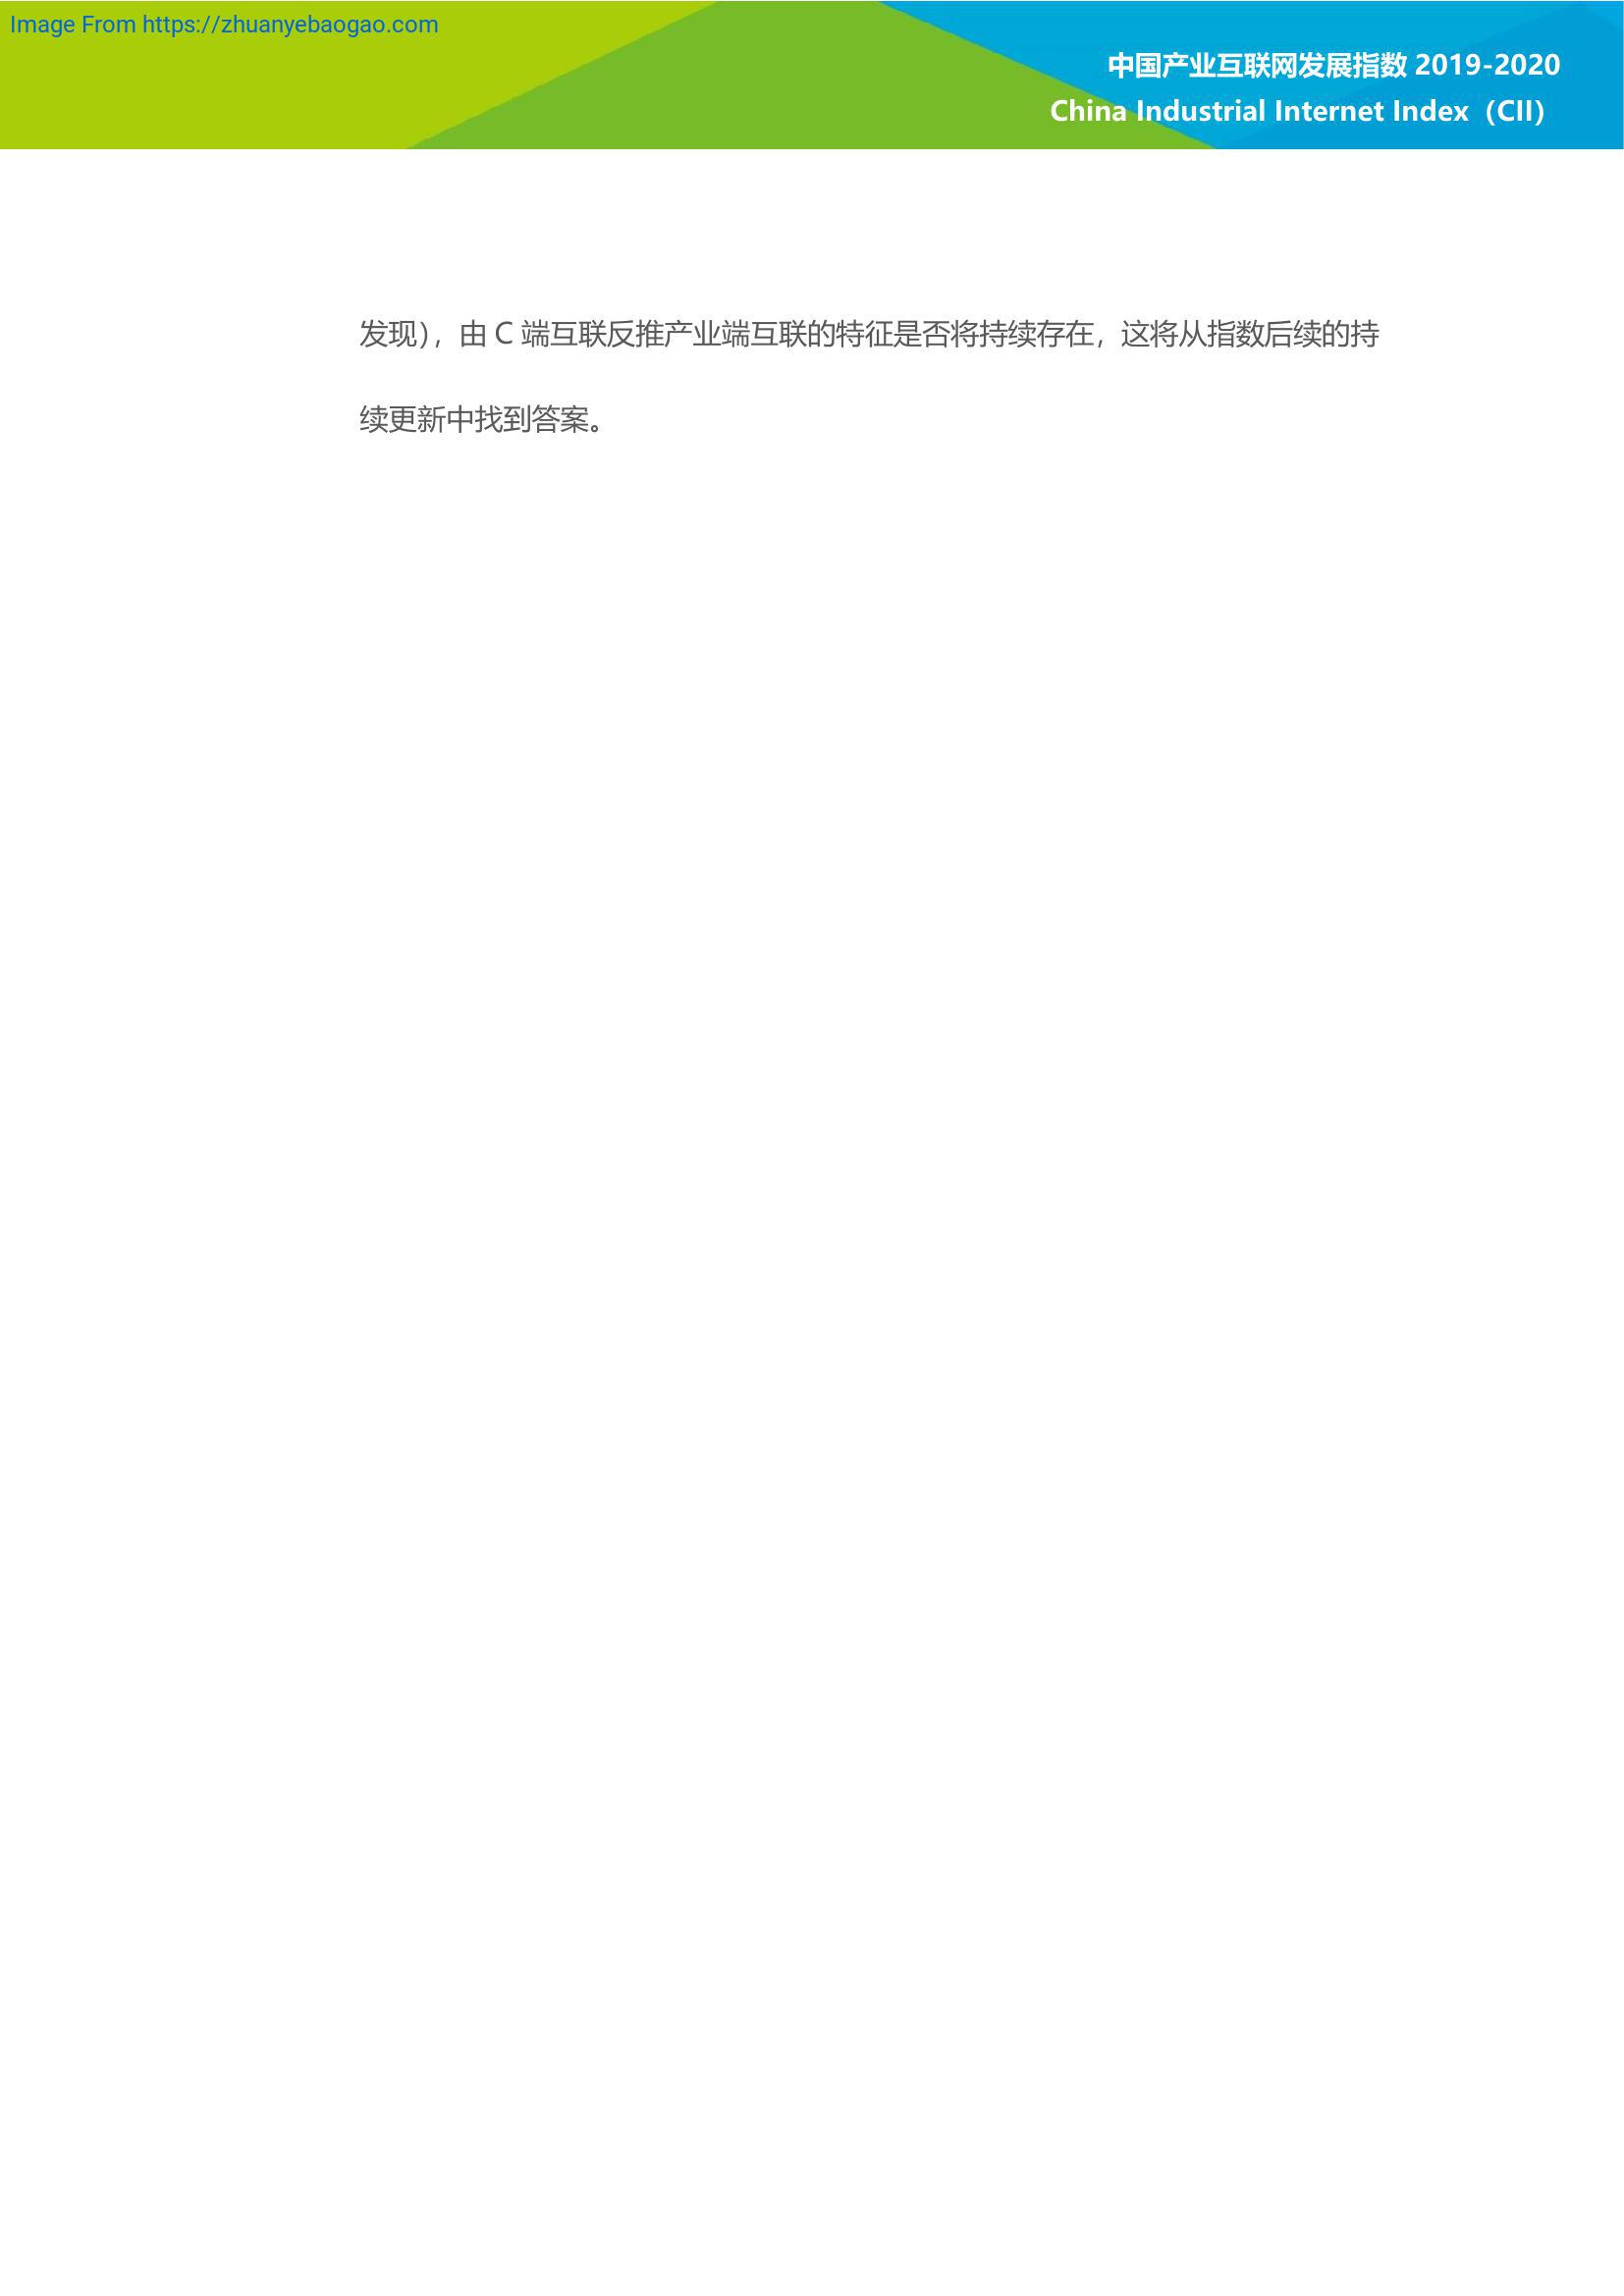 Image From https://zhuanyebaogao.com
中国产业互联网发展指数 2019-2020
China Industrial Internet Index（CII）
发现），由 C 端互联反推产业端互联的特征是否将持续存在，这将从指数后续的持
续更新中找到答案。